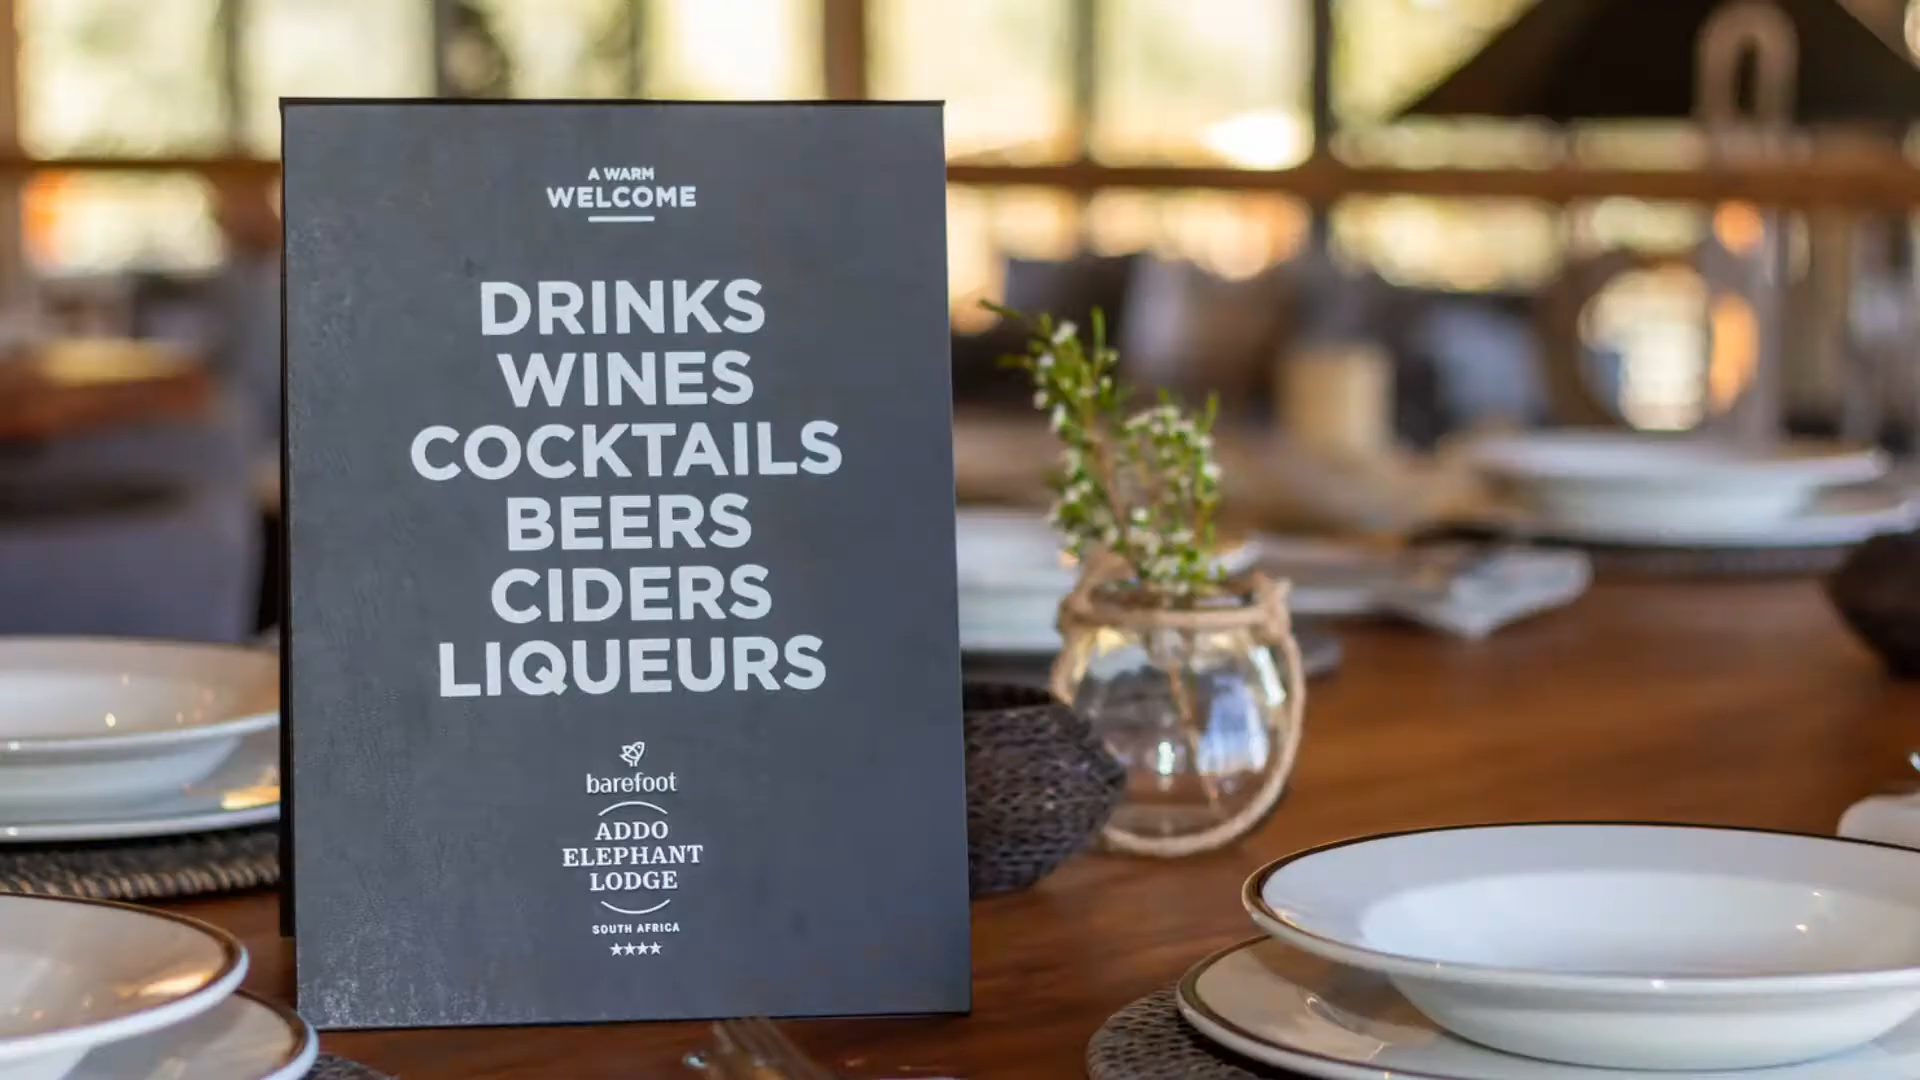 A WARM
WELCOME
DRINKS
WINES
COCKTAILS
BEERS
CIDERS
LIQUEURS
barefoot
ADDO
ELEPHANT
LODGE
SOUTH AFRICA
★★★★